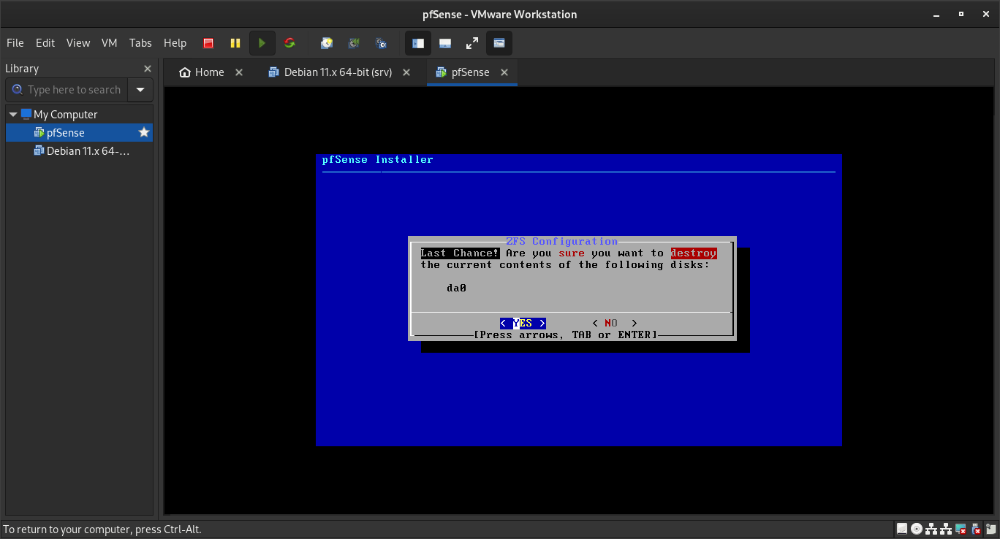 pfSense - VMware Workstation
File Edit View VM Tabs Help
Library
Home
Debian 11.x 64-bit (srv)
pfSense
Type here to search
My Computer
pfSense
Debian 11.x 64-...
pfSense Installer
ZFS Configuration
Last Chance! Are you sure you want to destroy
the current contents of the following disks:
da0
< YES > < NO >
[Press arrows, TAB or ENTER]
To return to your computer, press Ctrl-Alt.